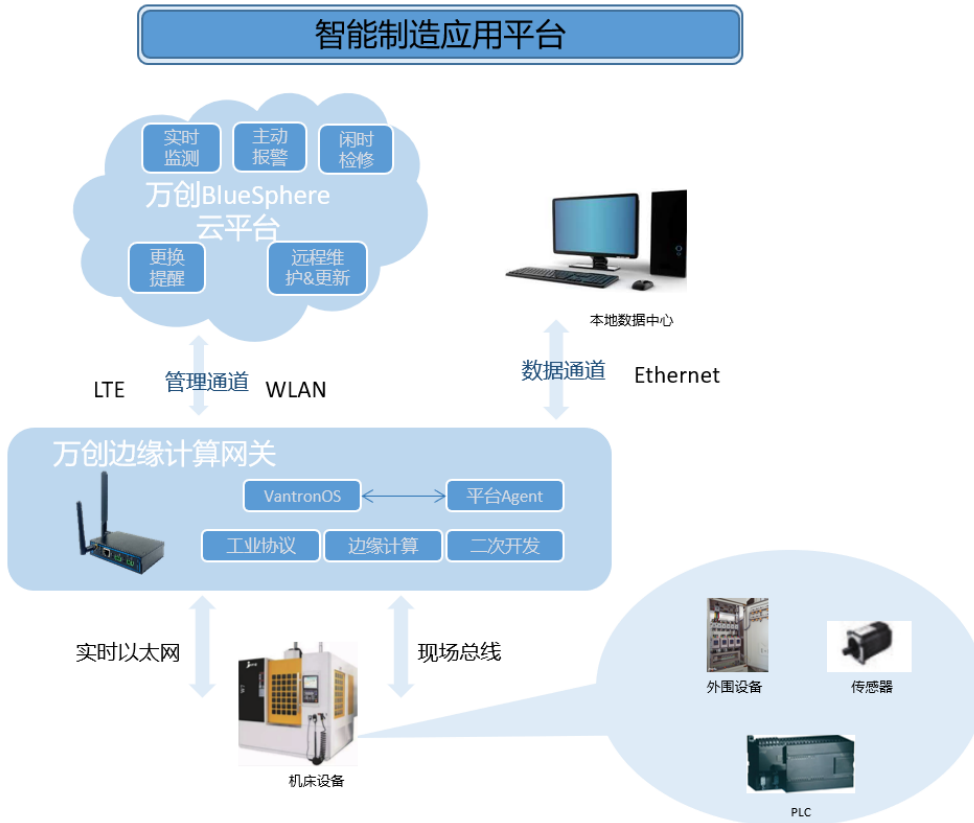 智能制造应用平台
实时
监测
主动
报警
闲时
检修
万创BlueSphere
云平台
更换
提醒
远程维
护&更新
本地数据中心
LTE
管理通道
WLAN
数据通道
Ethernet
万创边缘计算网关
VantronOS
平台Agent
工业协议
边缘计算
二次开发
实时以太网
现场总线
机床设备
外围设备
传感器
PLC